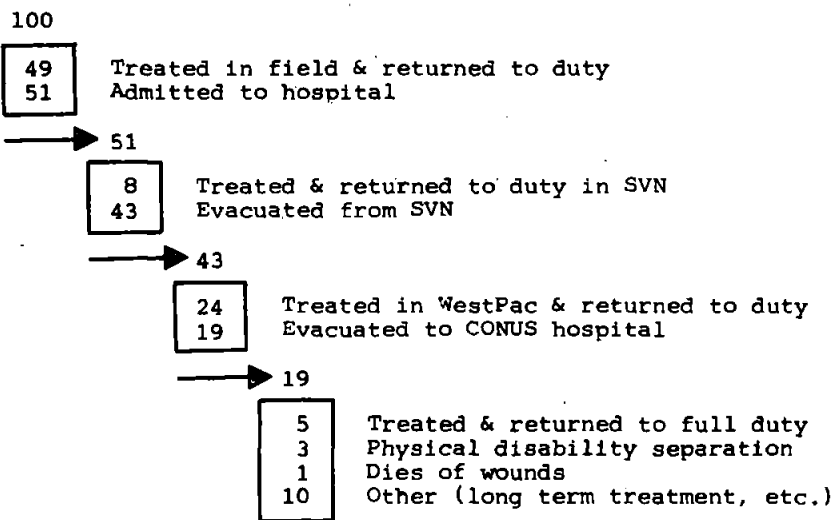 100
49 Treated in field & returned to duty
51 Admitted to hospital
51
8 Treated & returned to duty in SVN
43 Evacuated from SVN
43
24 Treated in WestPac & returned to duty
19 Evacuated to CONUS hospital
19
5 Treated & returned to full duty
3 Physical disability separation
1 Dies of wounds
10 Other (long term treatment, etc.)